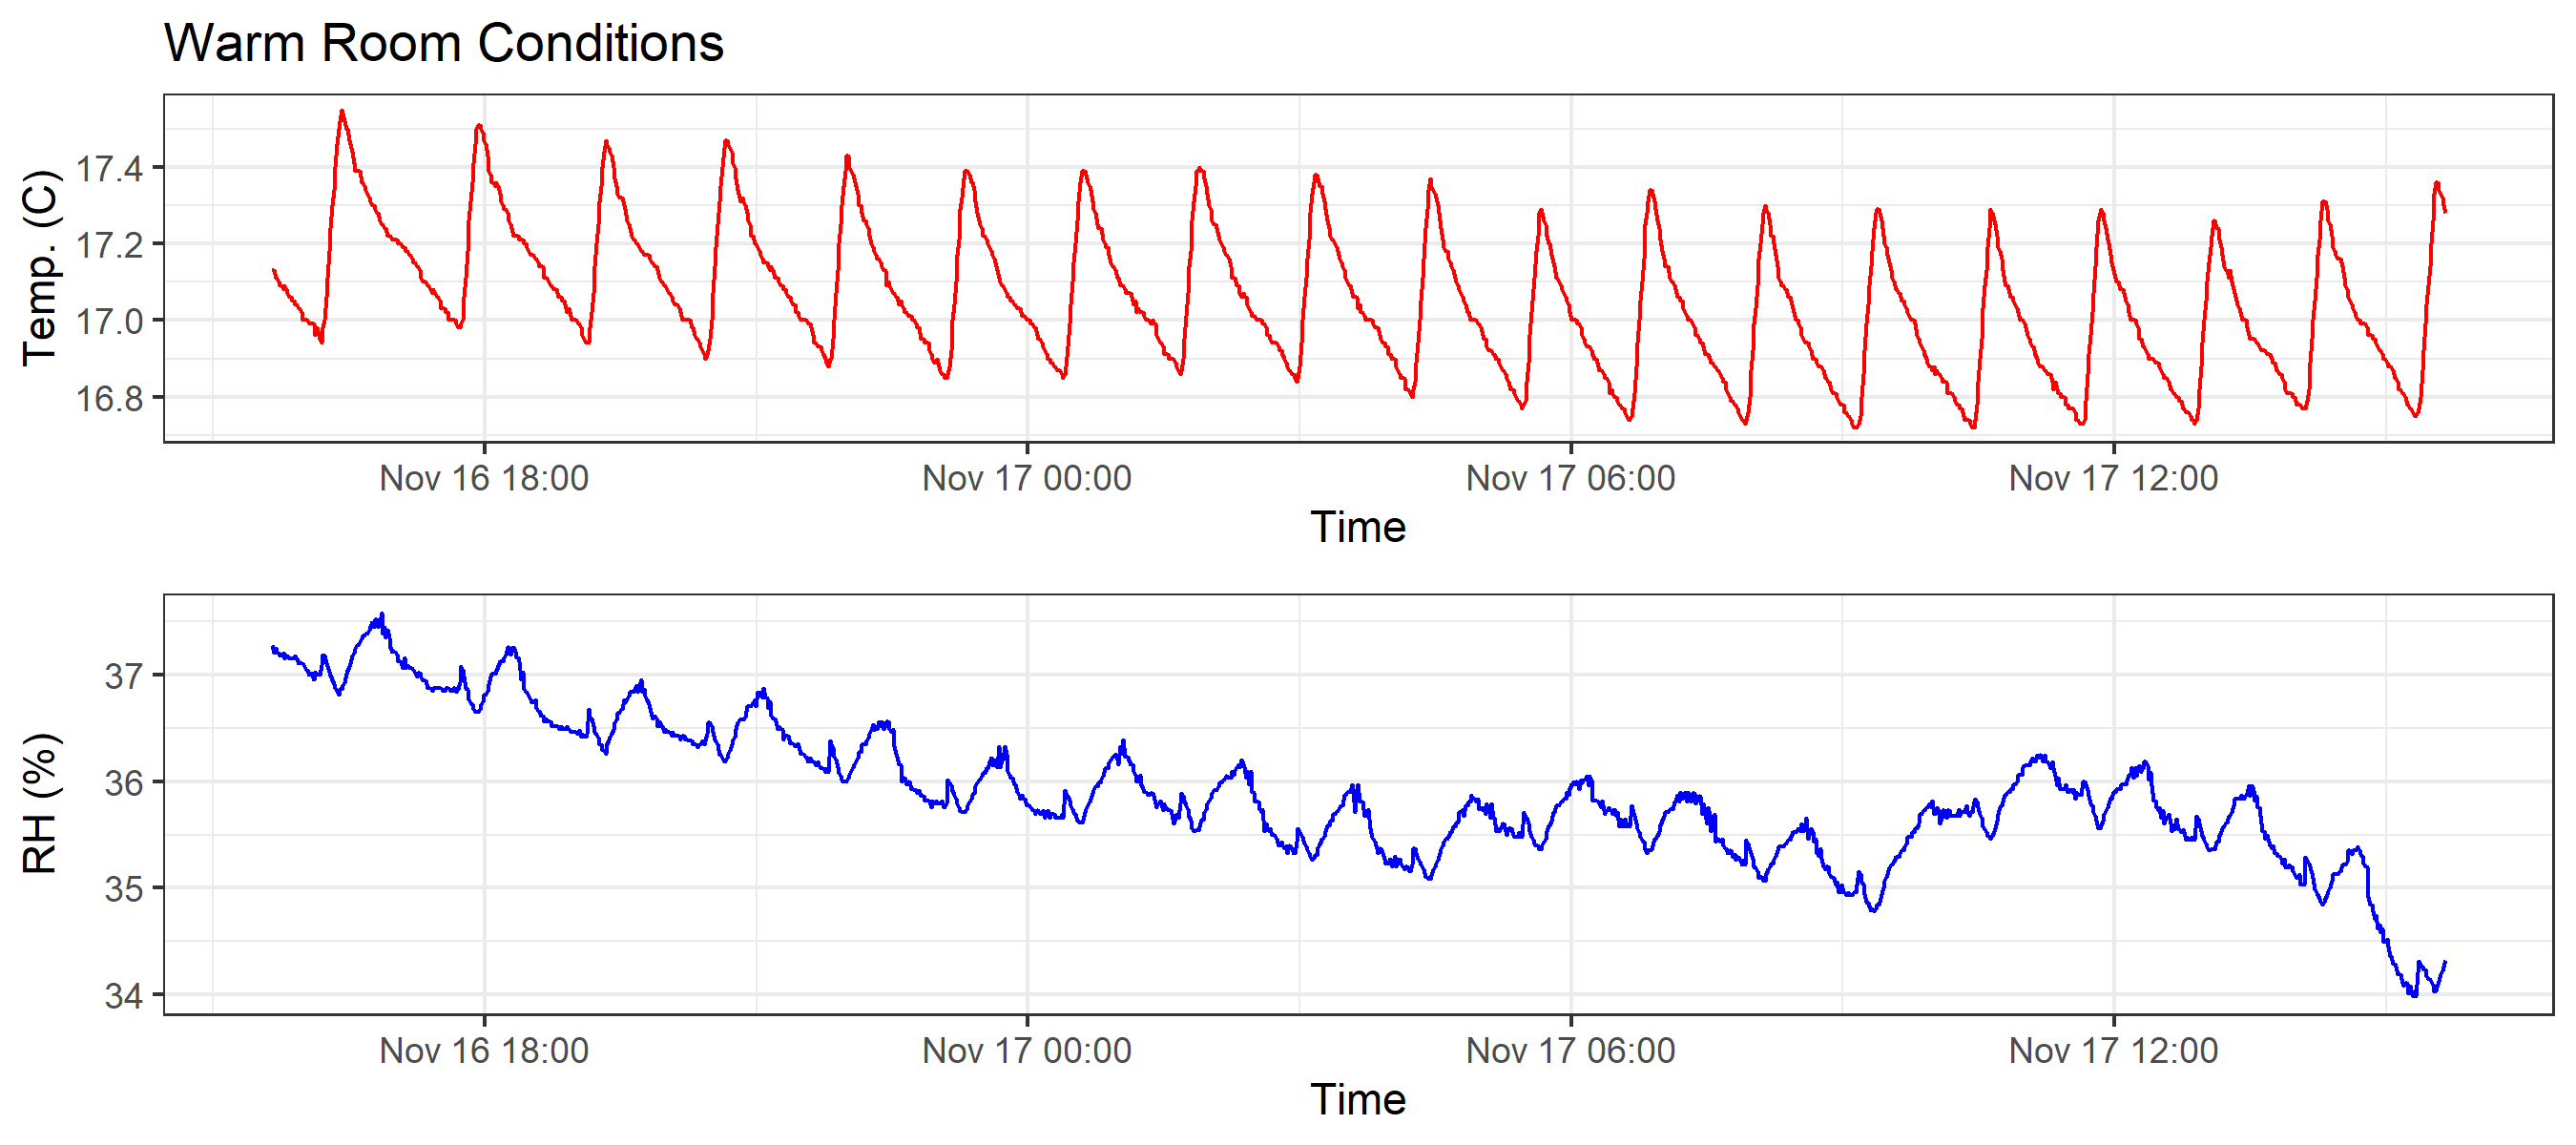 Warm Room Conditions
Temp. (C)
17.4
17.2
17.0
16.8
Nov 16 18:00 Nov 17 00:00 Nov 17 06:00 Nov 17 12:00
Time
RH (%)
37
36
35
34
Nov 16 18:00 Nov 17 00:00 Nov 17 06:00 Nov 17 12:00
Time